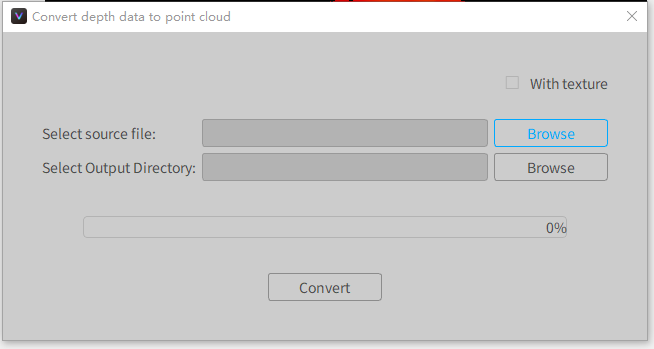 Convert depth data to point cloud
With texture
Select source file:
Browse
Select Output Directory:
Browse
0%
Convert